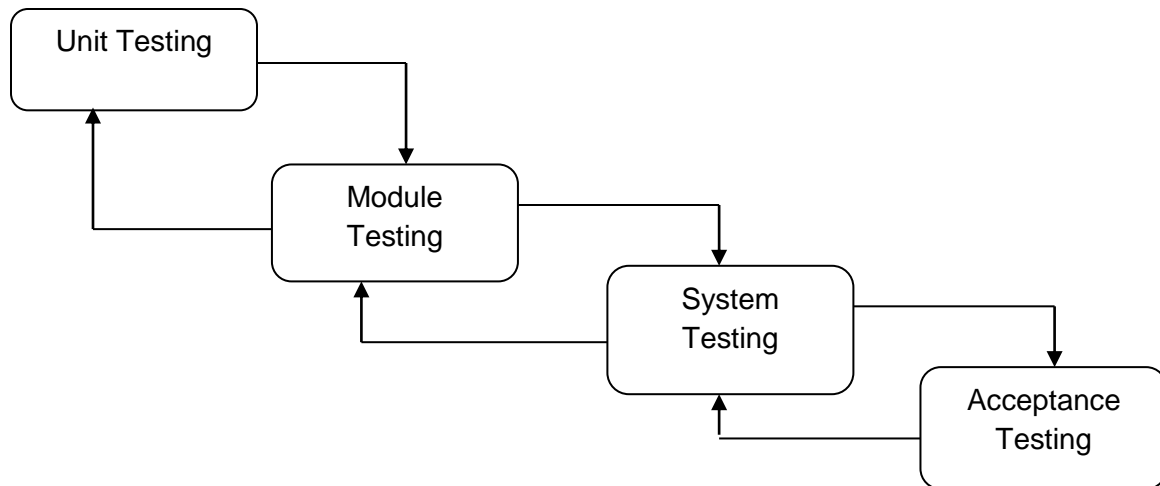 Unit Testing
Module
Testing
System
Testing
Acceptance
Testing